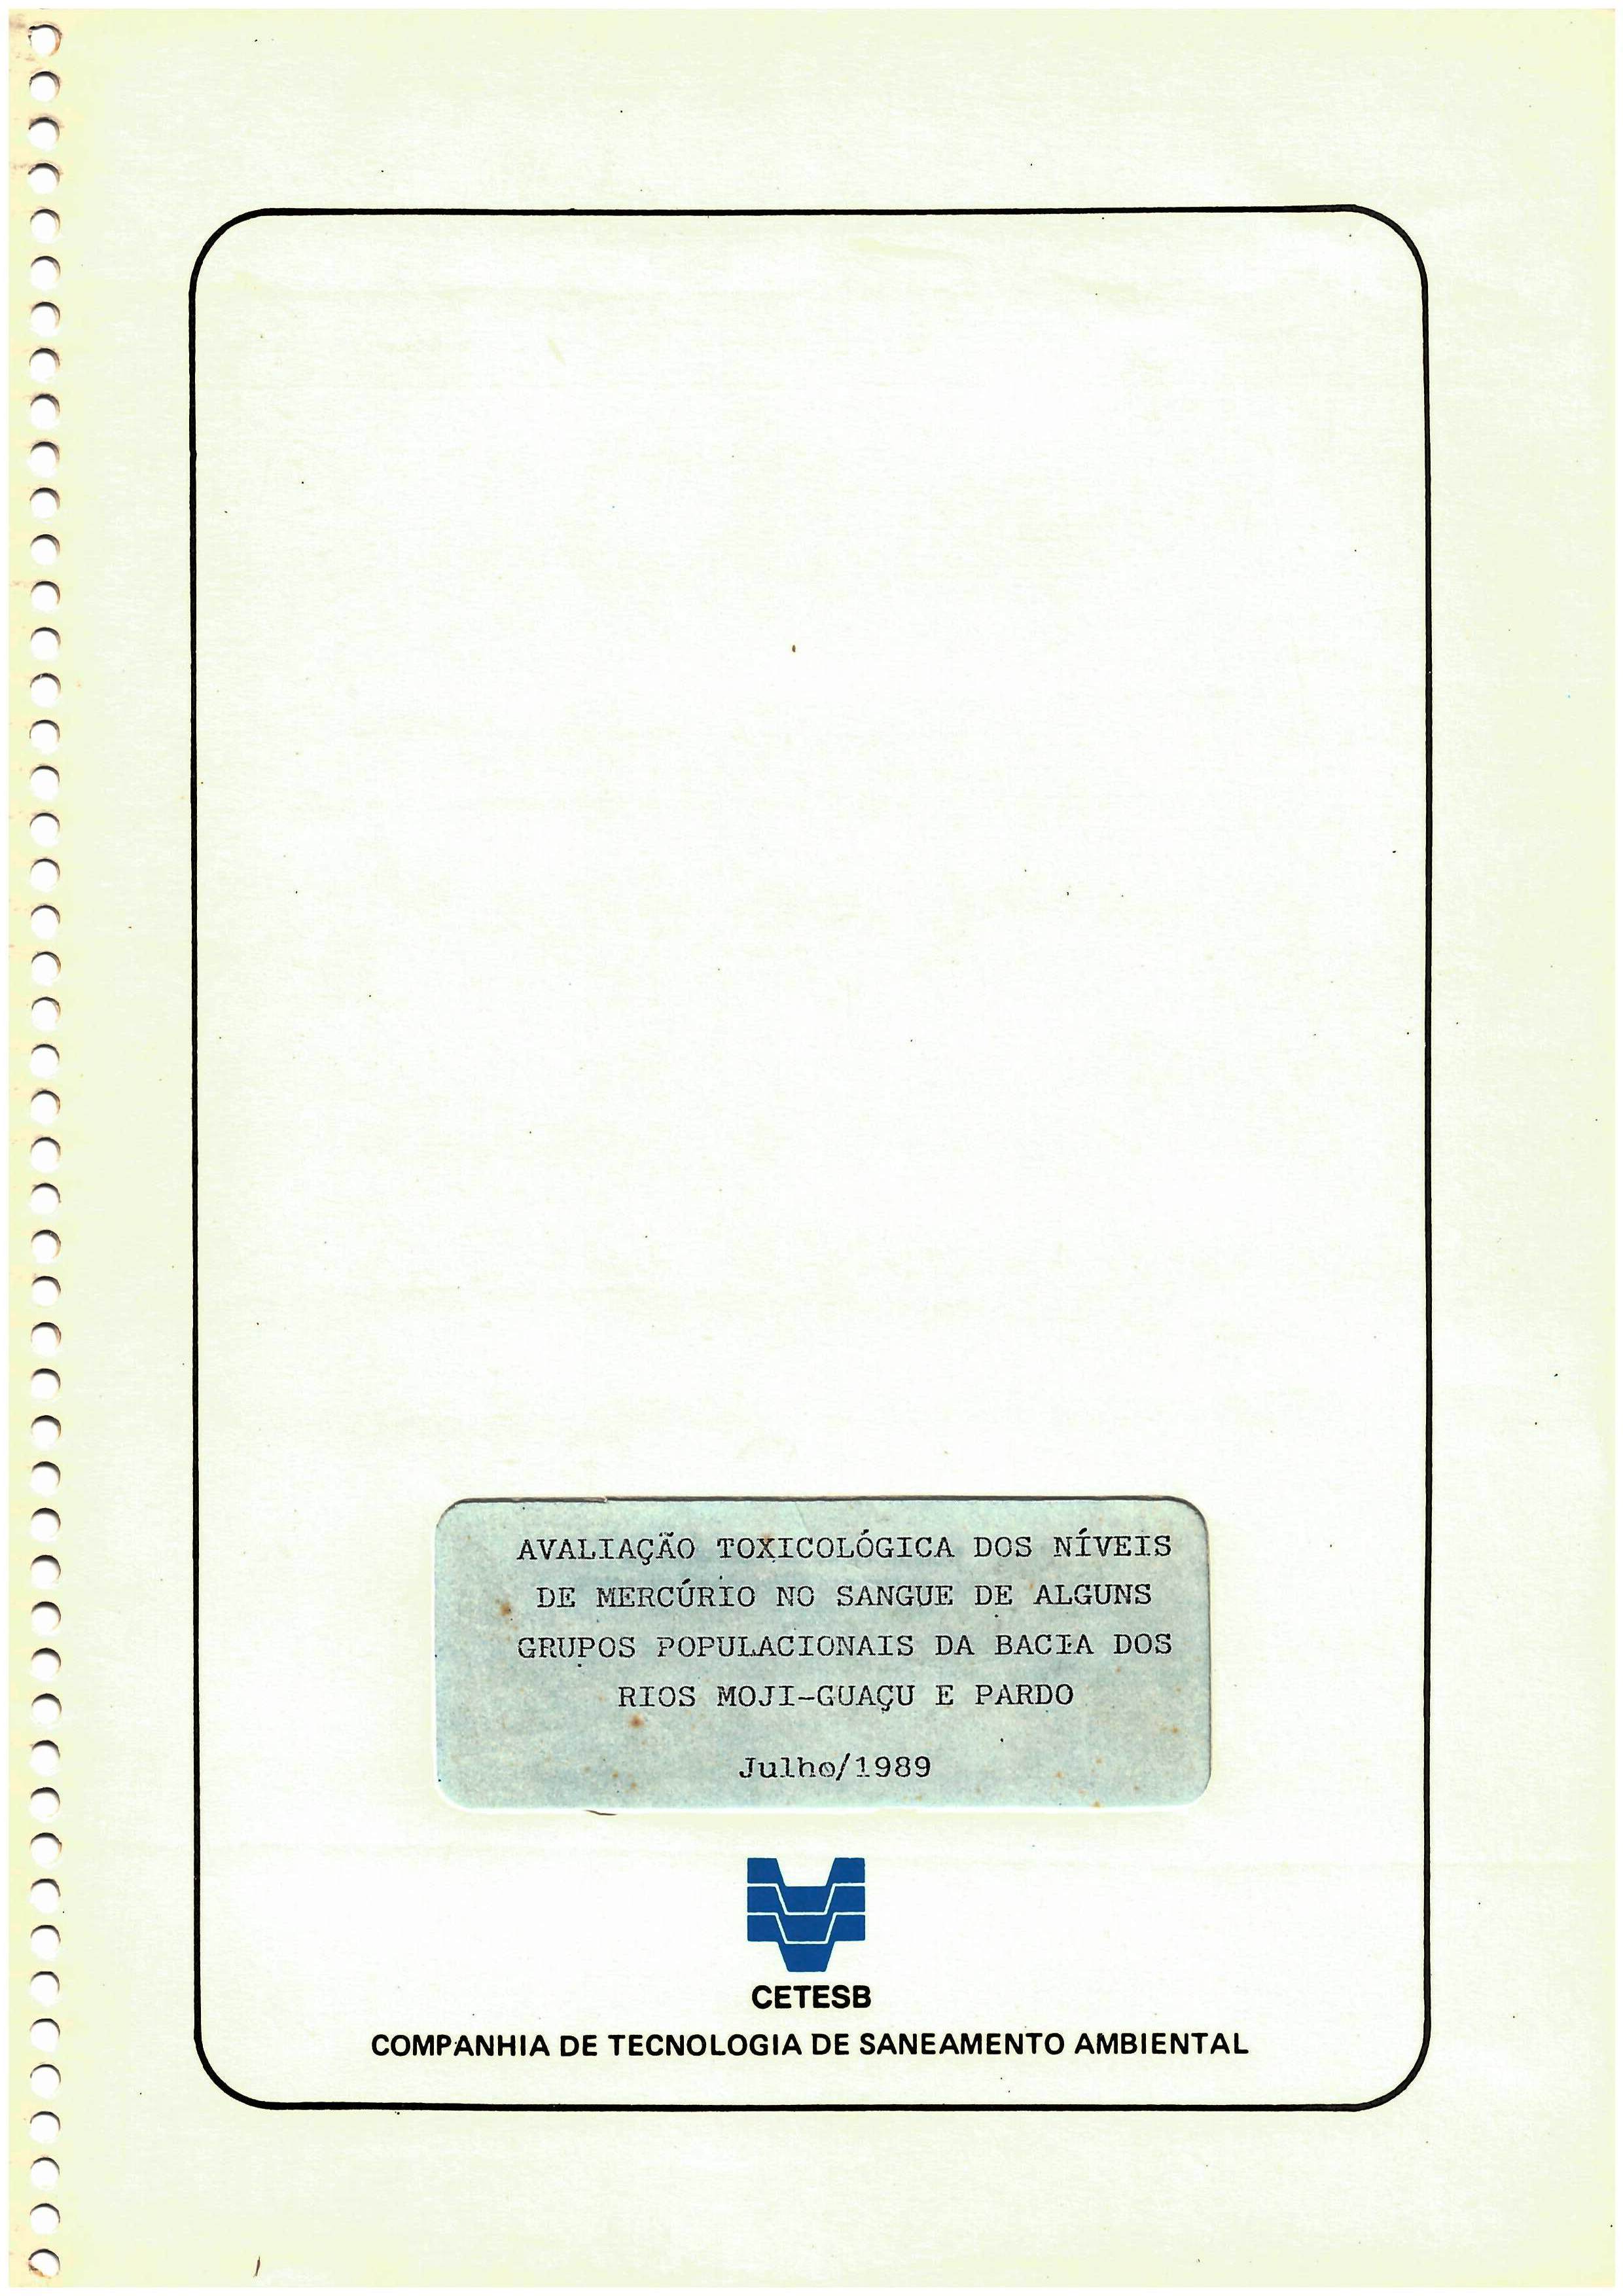 AVALIAÇÃO TOXICOLÓGICA DOS NÍVEIS
DE MERCÚRIO NO SANGUE DE ALGUNS
GRUPOS POPULACIONAIS DA BACIA DOS
RIOS MOJI-GUAÇU E PARDO
Julho/1989
CETESB
COMPANHIA DE TECNOLOGIA DE SANEAMENTO AMBIENTAL